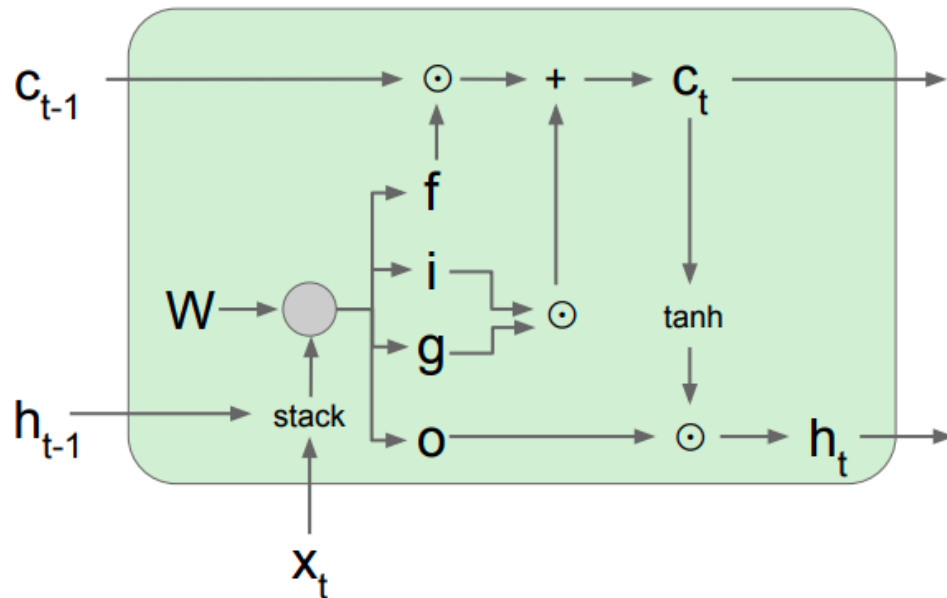 c_{t-1} ⊙ + c_t
f
i
W ⊙ tanh
g
h_{t-1} stack o ⊙ h_t
x_t